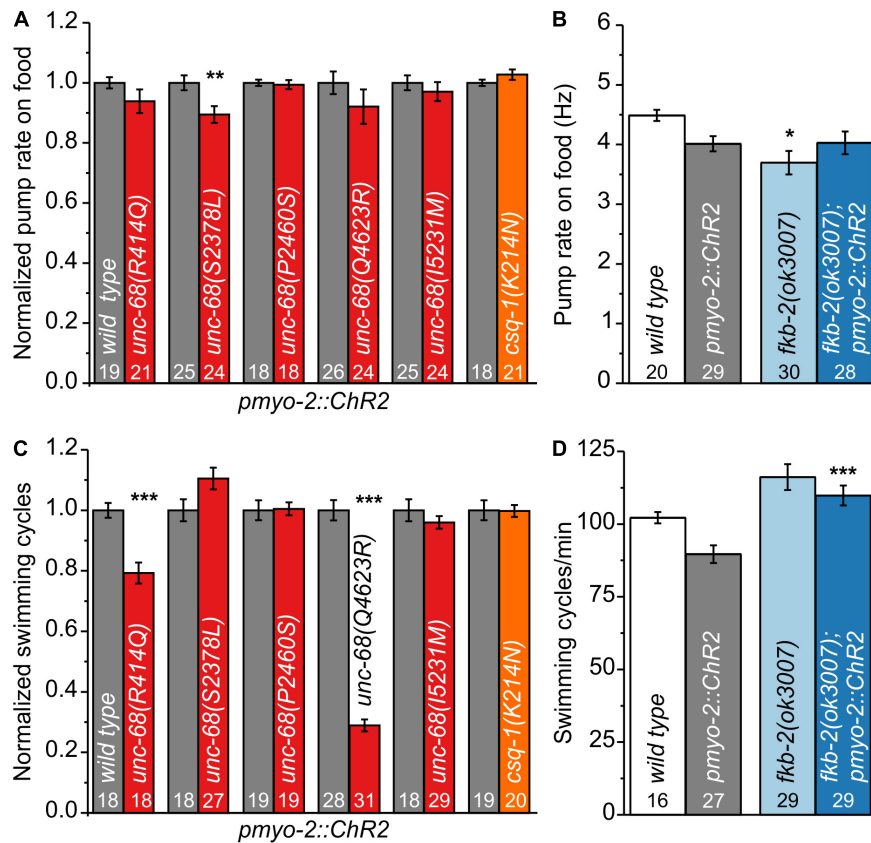 A
Normalized pump rate on food
1.2
1.0
0.8
0.6
0.4
0.2
0.0
**
wild type
unc-68(R414Q)
unc-68(S2378L)
unc-68(P2460S)
unc-68(Q4623R)
unc-68(I5231M)
csq-1(K214N)
19 21 25 24 18 18 26 24 25 24 18 21
pmyo-2::ChR2
B
Pump rate on food (Hz)
6
5
4
3
2
1
0
*
wild type
pmyo-2::ChR2
fkb-2(ok3007)
fkb-2(ok3007);
pmyo-2::ChR2
20 29 30 28
C
Normalized swimming cycles
1.2
1.0
0.8
0.6
0.4
0.2
0.0
*** ***
wild type
unc-68(R414Q)
unc-68(S2378L)
unc-68(P2460S)
unc-68(Q4623R)
unc-68(I5231M)
csq-1(K214N)
18 18 18 27 19 19 28 31 18 29 19 20
pmyo-2::ChR2
D
Swimming cycles/min
125
100
75
50
25
0
***
wild type
pmyo-2::ChR2
fkb-2(ok3007)
fkb-2(ok3007);
pmyo-2::ChR2
16 27 29 29